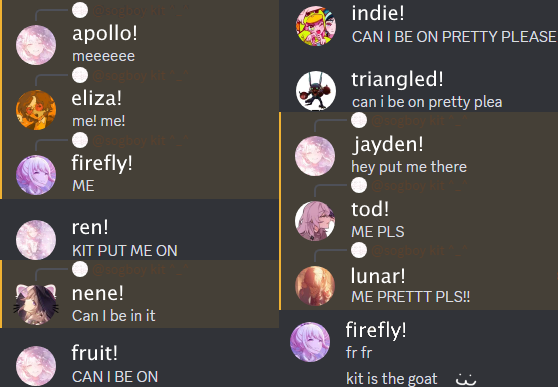 apollo!
meeeeee
eliza!
me! me!
firefly!
ME
ren!
KIT PUT ME ON
nene!
Can I be in it
fruit!
CAN I BE ON
indie!
CAN I BE ON PRETTY PLEASE
triangled!
can i be on pretty plea
jayden!
hey put me there
tod!
ME PLS
lunar!
ME PRETTT PLS!!
firefly!
fr fr
kit is the goat